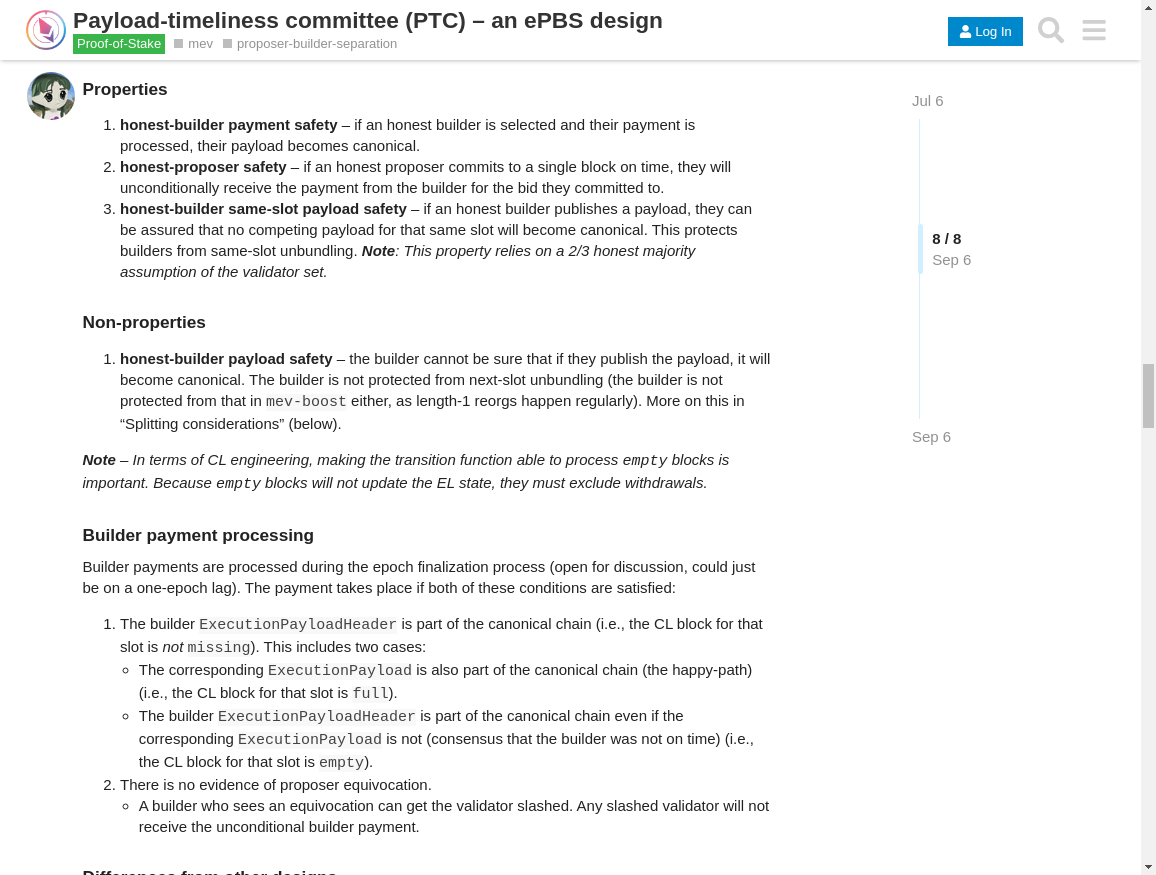 Payload-timeliness committee (PTC) – an ePBS design
Proof-of-Stake mev proposer-builder-separation
Log In
Properties
1. honest-builder payment safety – if an honest builder is selected and their payment is
processed, their payload becomes canonical.
2. honest-proposer safety – if an honest proposer commits to a single block on time, they will
unconditionally receive the payment from the builder for the bid they committed to.
3. honest-builder same-slot payload safety – if an honest builder publishes a payload, they can
be assured that no competing payload for that same slot will become canonical. This protects
builders from same-slot unbundling. Note: This property relies on a 2/3 honest majority
assumption of the validator set.
Non-properties
1. honest-builder payload safety – the builder cannot be sure that if they publish the payload, it will
become canonical. The builder is not protected from next-slot unbundling (the builder is not
protected from that in mev-boost either, as length-1 reorgs happen regularly). More on this in
“Splitting considerations” (below).
Note – In terms of CL engineering, making the transition function able to process empty blocks is
important. Because empty blocks will not update the EL state, they must exclude withdrawals.
Builder payment processing
Builder payments are processed during the epoch finalization process (open for discussion, could just
be on a one-epoch lag). The payment takes place if both of these conditions are satisfied:
1. The builder ExecutionPayloadHeader is part of the canonical chain (i.e., the CL block for that
slot is not missing). This includes two cases:
◦ The corresponding ExecutionPayload is also part of the canonical chain (the happy-path)
(i.e., the CL block for that slot is full).
◦ The builder ExecutionPayloadHeader is part of the canonical chain even if the
corresponding ExecutionPayload is not (consensus that the builder was not on time) (i.e.,
the CL block for that slot is empty).
2. There is no evidence of proposer equivocation.
◦ A builder who sees an equivocation can get the validator slashed. Any slashed validator will not
receive the unconditional builder payment.
Differences from other designs
Jul 6
8 / 8
Sep 6
Sep 6